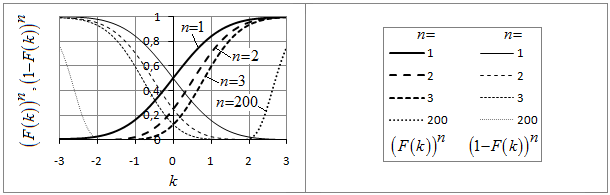 (F(k))ⁿ, (1−F(k))ⁿ
1
0,8
0,6
0,4
0,2
0
n=1
n=2
n=3
n=200
-3 -2 -1 0 1 2 3
k
n= n=
1 1
2 2
3 3
200 200
(F(k))ⁿ (1−F(k))ⁿ